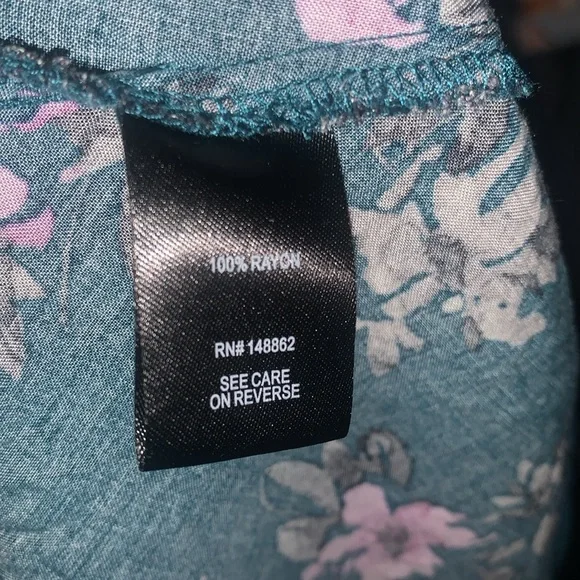 100% RAYON
RN# 148862
SEE CARE
ON REVERSE